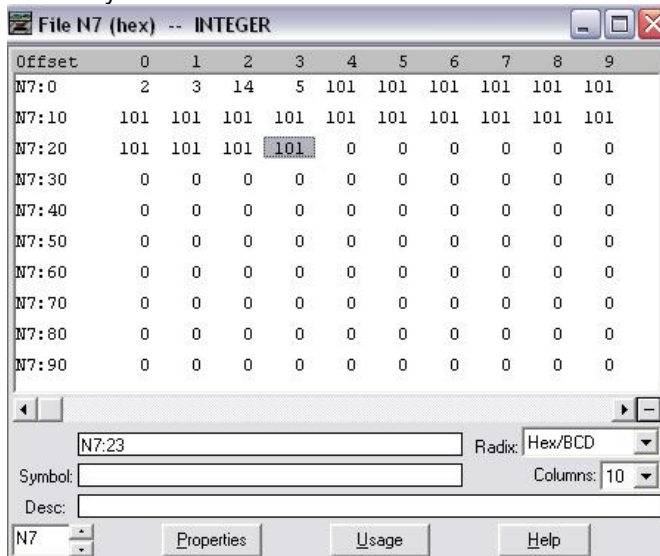 File N7 (hex) -- INTEGER
Offset 0 1 2 3 4 5 6 7 8 9
N7:0 2 3 14 5 101 101 101 101 101 101
N7:10 101 101 101 101 101 101 101 101 101 101
N7:20 101 101 101 101 0 0 0 0 0 0
N7:30 0 0 0 0 0 0 0 0 0 0
N7:40 0 0 0 0 0 0 0 0 0 0
N7:50 0 0 0 0 0 0 0 0 0 0
N7:60 0 0 0 0 0 0 0 0 0 0
N7:70 0 0 0 0 0 0 0 0 0 0
N7:80 0 0 0 0 0 0 0 0 0 0
N7:90 0 0 0 0 0 0 0 0 0 0
N7:23 Radix: Hex/BCD
Symbol: Columns: 10
Desc:
N7 Properties Usage Help